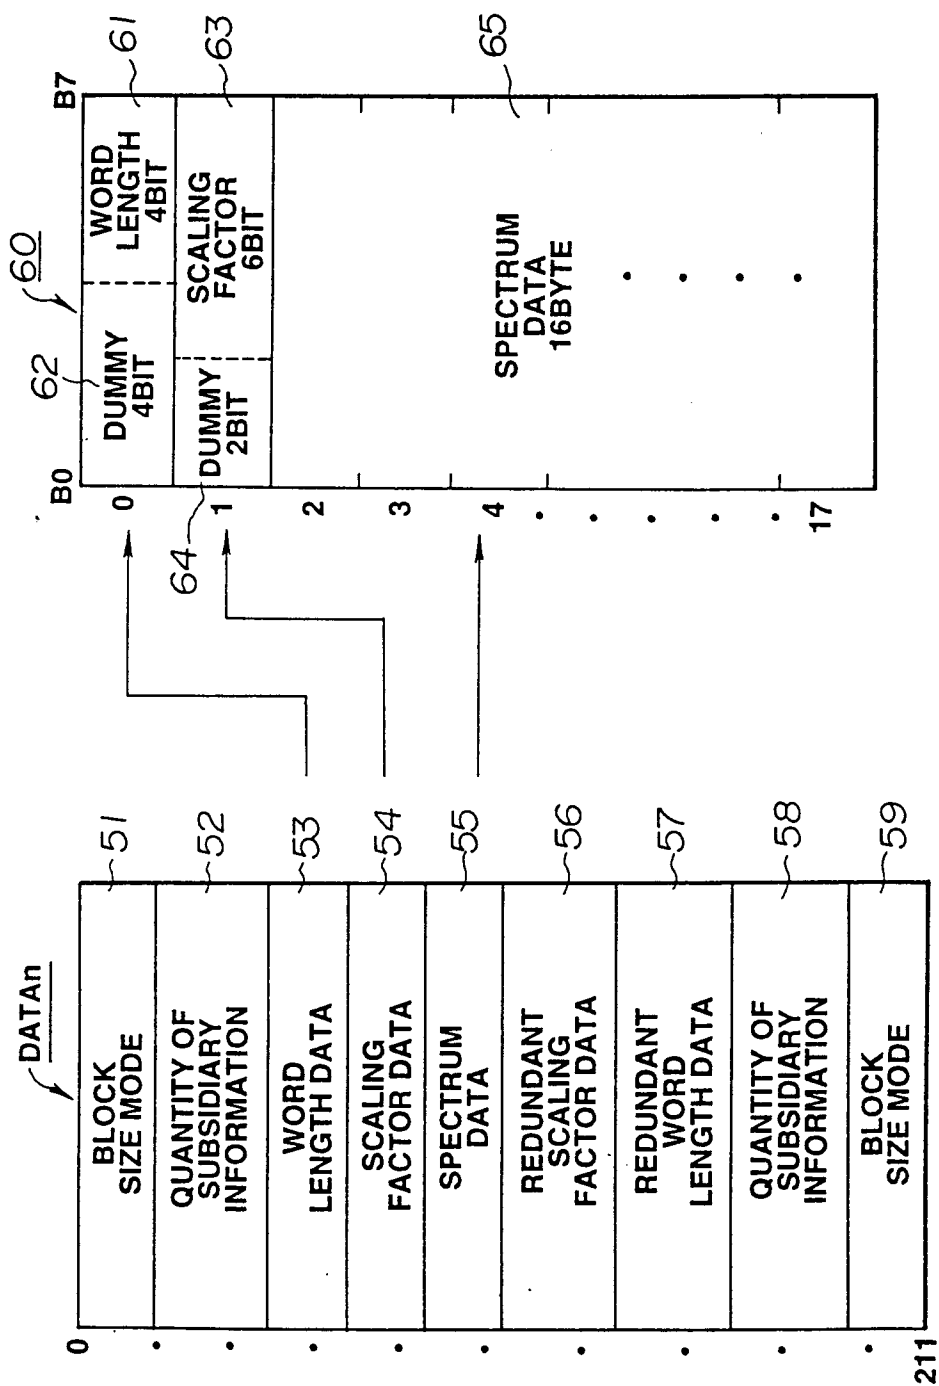 DATAn
0
BLOCK
SIZE MODE
51
QUANTITY OF
SUBSIDIARY
INFORMATION
52
WORD
LENGTH DATA
53
SCALING
FACTOR DATA
54
SPECTRUM
DATA
55
REDUNDANT
SCALING
FACTOR DATA
56
REDUNDANT
WORD
LENGTH DATA
57
QUANTITY OF
SUBSIDIARY
INFORMATION
58
BLOCK
SIZE MODE
59
211
60
B0
B7
0
62
DUMMY
4BIT
WORD
LENGTH
4BIT
61
1
64
DUMMY
2BIT
SCALING
FACTOR
6BIT
63
2
3
4
17
SPECTRUM
DATA
16BYTE
65